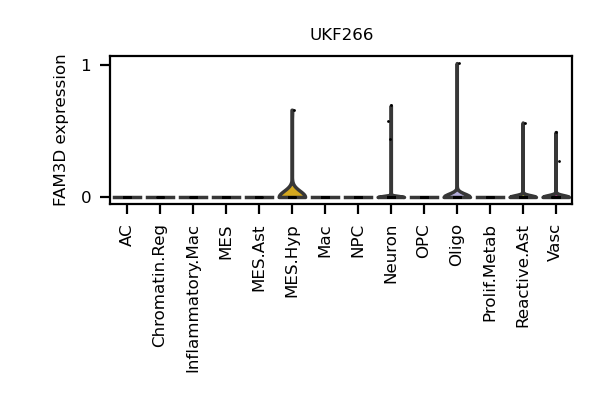 UKF266
FAM3D expression
1
0
AC
Chromatin.Reg
Inflammatory.Mac
MES
MES.Ast
MES.Hyp
Mac
NPC
Neuron
OPC
Oligo
Prolif.Metab
Reactive.Ast
Vasc